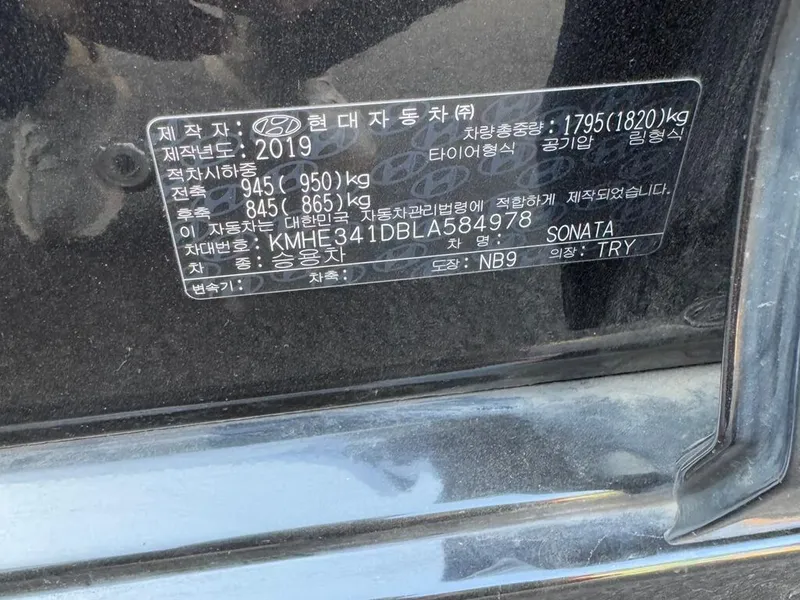 제 작 자 : 현 대 자 동 차 ㈜ 차량총중량 : 1795(1820)kg
제작년도 : 2019 타이어형식 공기압 림형식
적차시하중
전축 945( 950)kg
후축 845( 865)kg
이 자동차는 대한민국 자동차관리법령에 적합하게 제작되었습니다.
차대번호 : KMHE341DBLA584978
차 종 : 승용차 차 명 : SONATA
변속기 : 차축 : 도장 : NB9 의장 : TRY